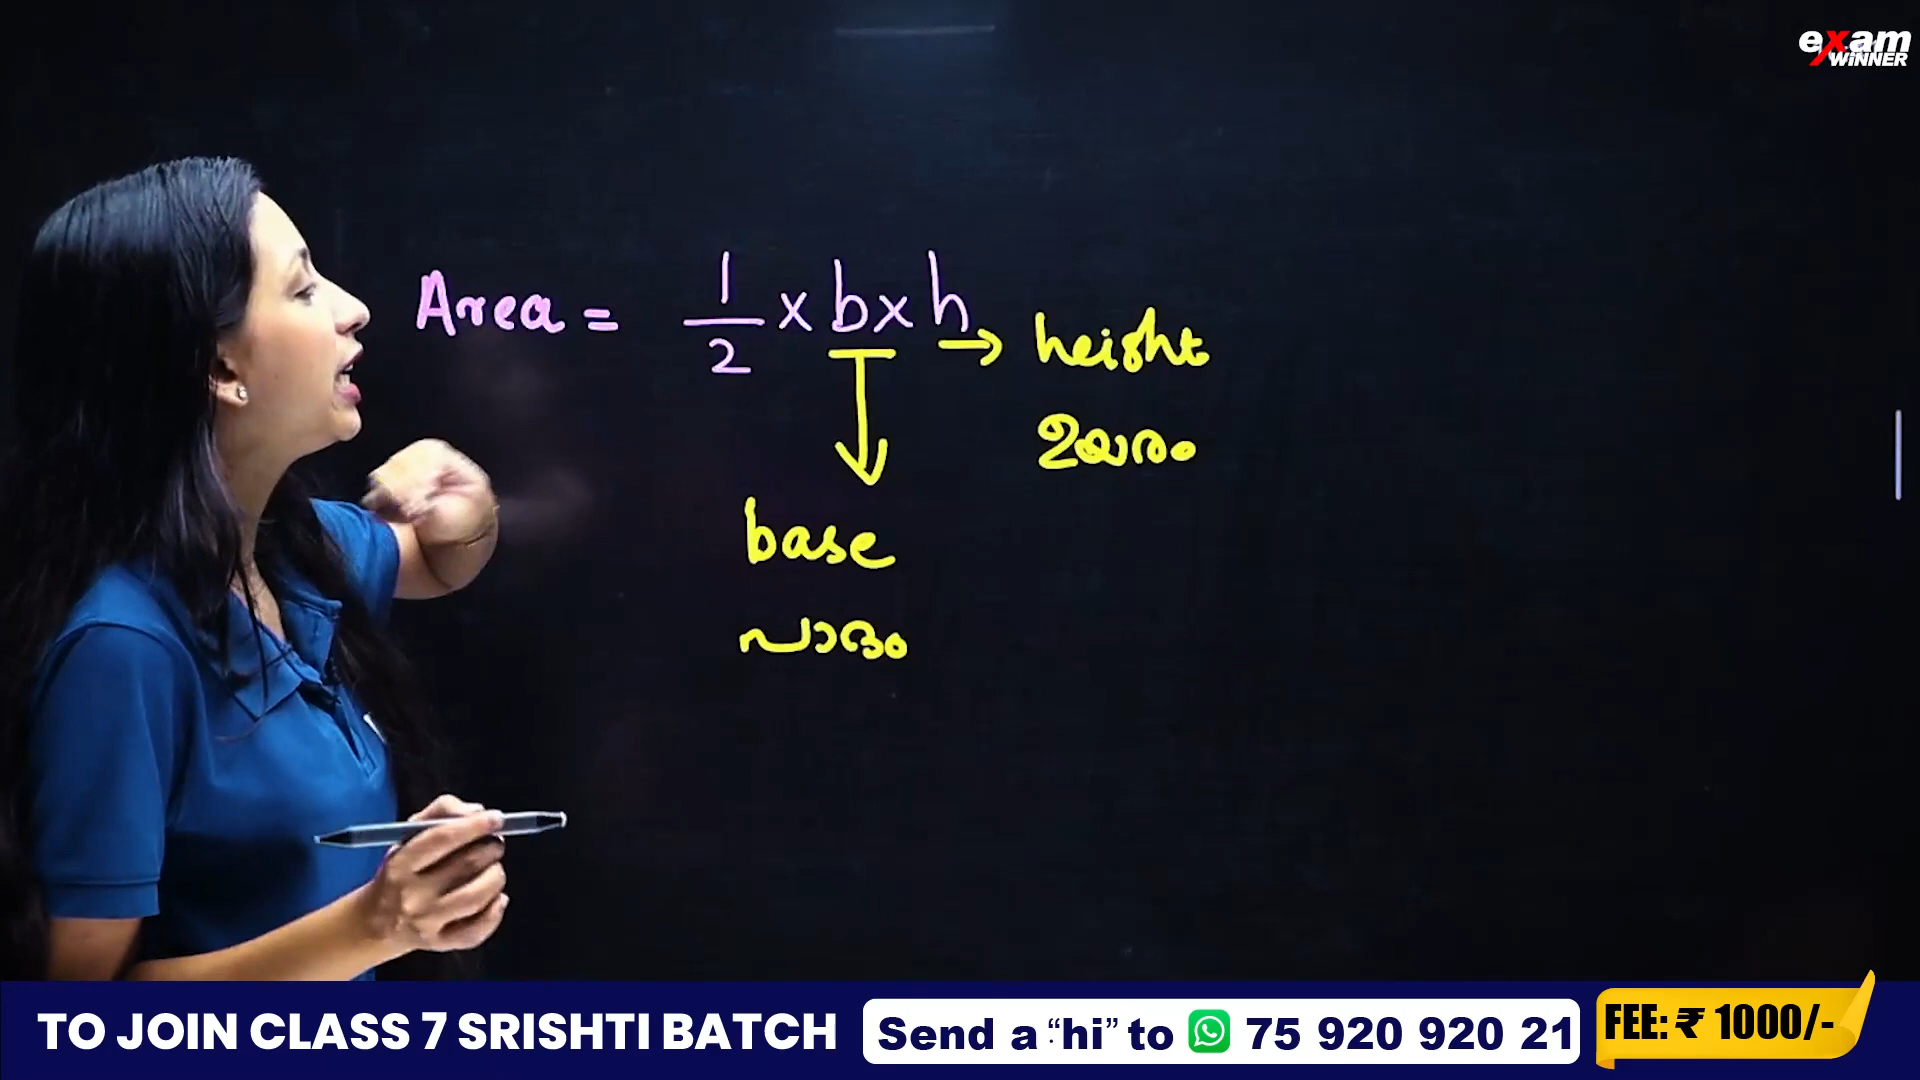 exam
WINNER
Area = 1/2 × b × h → height
ഉയരം
base
പാദം
TO JOIN CLASS 7 SRISHTI BATCH
Send a “hi” to 75 920 920 21
FEE: ₹ 1000/-